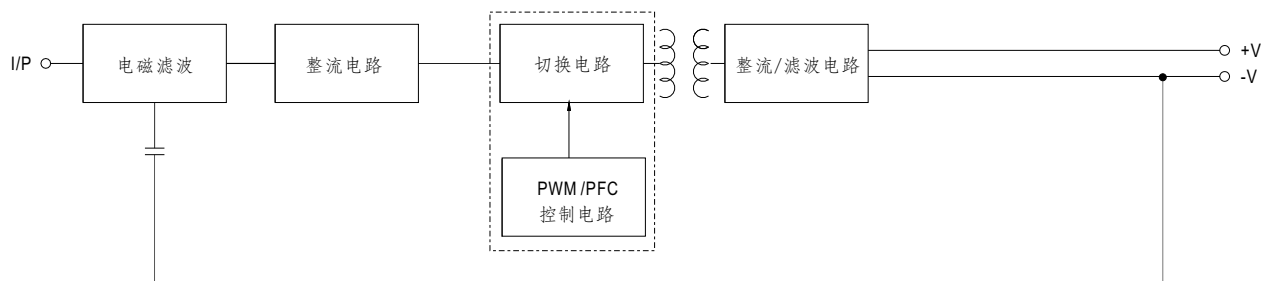 I/P
电磁滤波
整流电路
切换电路
整流/滤波电路
+V
-V
PWM/PFC
控制电路